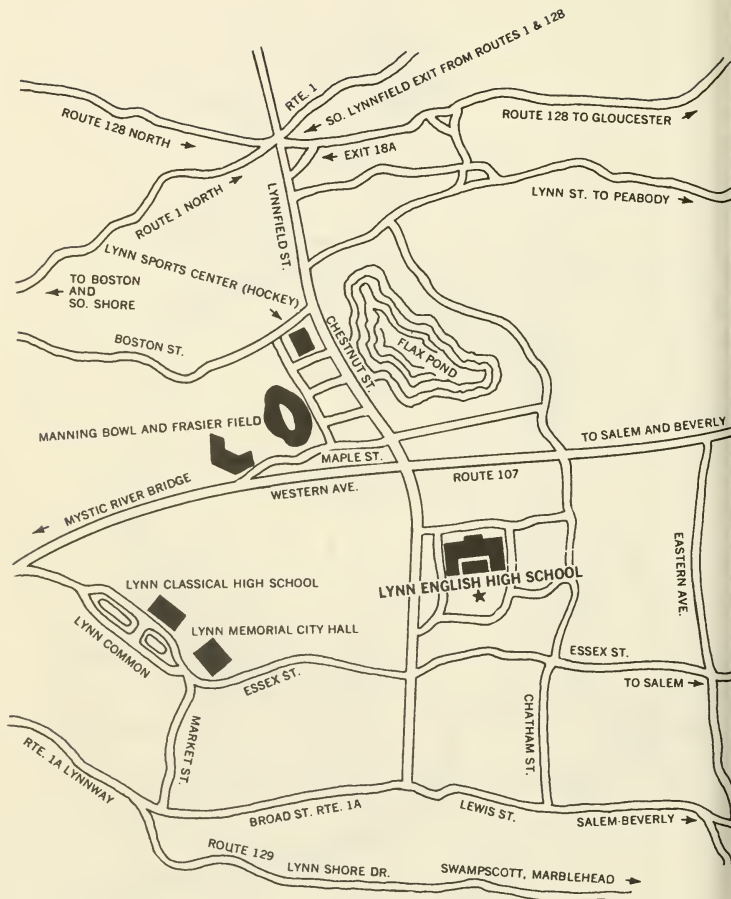 RTE. 1
SO. LYNNFIELD EXIT FROM ROUTES 1 & 128
ROUTE 128 NORTH
ROUTE 128 TO GLOUCESTER
EXIT 18A
ROUTE 1 NORTH
LYNNFIELD ST.
LYNN ST. TO PEABODY
LYNN SPORTS CENTER (HOCKEY)
TO BOSTON
AND
SO. SHORE
BOSTON ST.
CHESTNUT ST.
FLAX POND
MANNING BOWL AND FRASIER FIELD
TO SALEM AND BEVERLY
MAPLE ST.
ROUTE 107
WESTERN AVE.
MYSTIC RIVER BRIDGE
EASTERN AVE.
LYNN ENGLISH HIGH SCHOOL
LYNN CLASSICAL HIGH SCHOOL
LYNN MEMORIAL CITY HALL
LYNN COMMON
ESSEX ST.
ESSEX ST.
TO SALEM
CHATHAM ST.
MARKET ST.
RTE. 1A LYNNWAY
BROAD ST. RTE. 1A
LEWIS ST.
SALEM-BEVERLY
ROUTE 129
LYNN SHORE DR.
SWAMPSCOTT, MARBLEHEAD